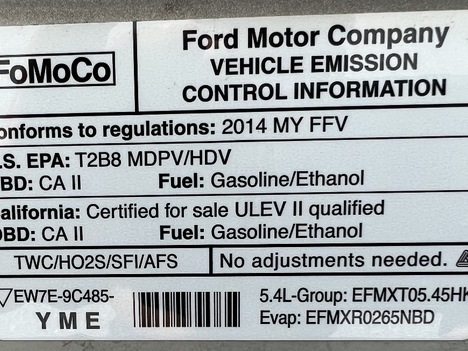 FoMoCo
Ford Motor Company
VEHICLE EMISSION
CONTROL INFORMATION
onforms to regulations: 2014 MY FFV
.S. EPA: T2B8 MDPV/HDV
BD: CA II Fuel: Gasoline/Ethanol
alifornia: Certified for sale ULEV II qualified
OBD: CA II Fuel: Gasoline/Ethanol
TWC/HO2S/SFI/AFS No adjustments needed.
EW7E-9C485- 5.4L-Group: EFMXT05.45HK
YME Evap: EFMXR0265NBD